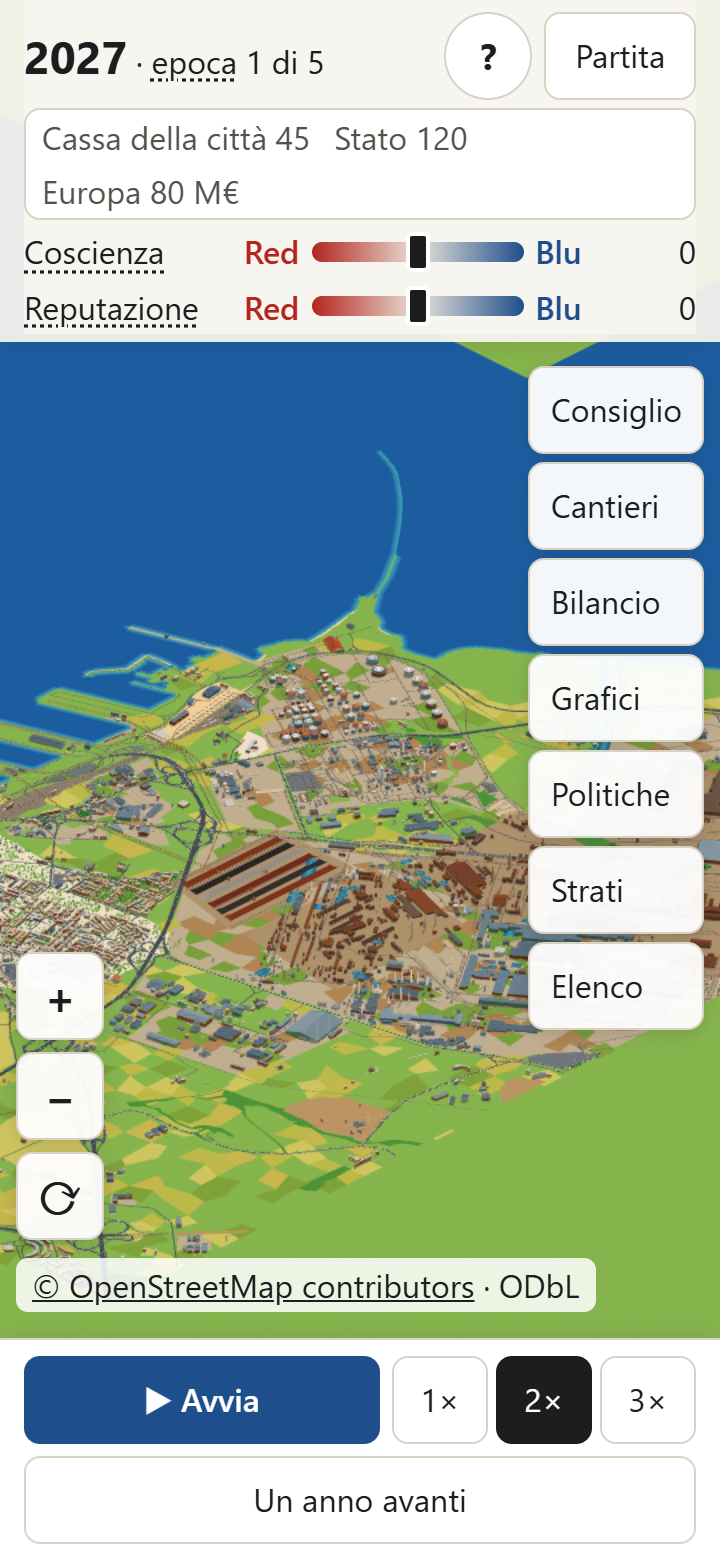 2027 · epoca 1 di 5
?
Partita
Cassa della città 45 Stato 120
Europa 80 M€
Coscienza Red Blu 0
Reputazione Red Blu 0
Consiglio
Cantieri
Bilancio
Grafici
Politiche
Strati
Elenco
+
−
© OpenStreetMap contributors · ODbL
▶ Avvia 1× 2× 3×
Un anno avanti